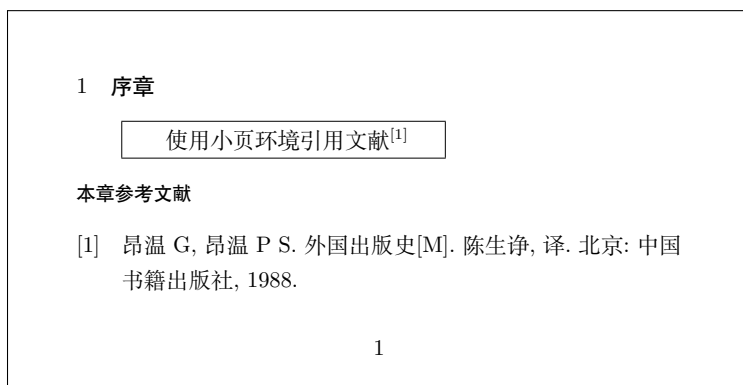 1 序章
使用小页环境引用文献[1]
本章参考文献
[1] 昂温 G, 昂温 P S. 外国出版史[M]. 陈生诤, 译. 北京: 中国
书籍出版社, 1988.
1